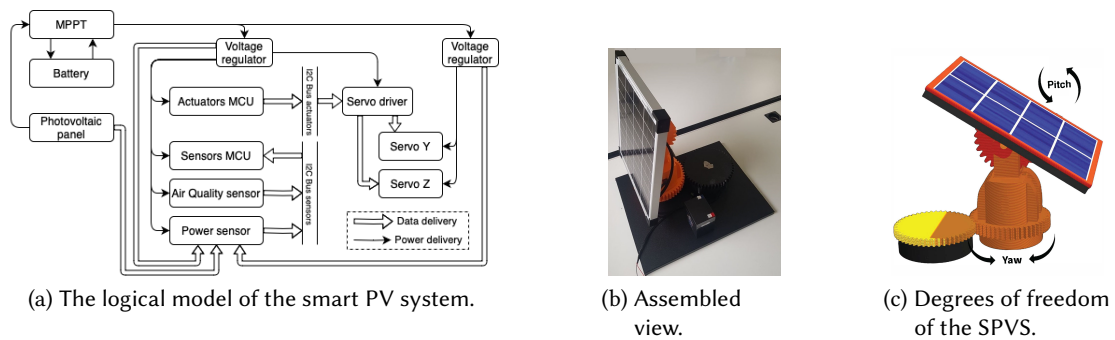 MPPT
Battery
Photovoltaic
panel
Voltage
regulator
Voltage
regulator
Actuators MCU
I2C Bus actuators
Servo driver
Servo Y
Servo Z
Sensors MCU
Air Quality sensor
Power sensor
I2C Bus sensors
Data delivery
Power delivery
(a) The logical model of the smart PV system.
(b) Assembled
view.
Pitch
Yaw
(c) Degrees of freedom
of the SPVS.